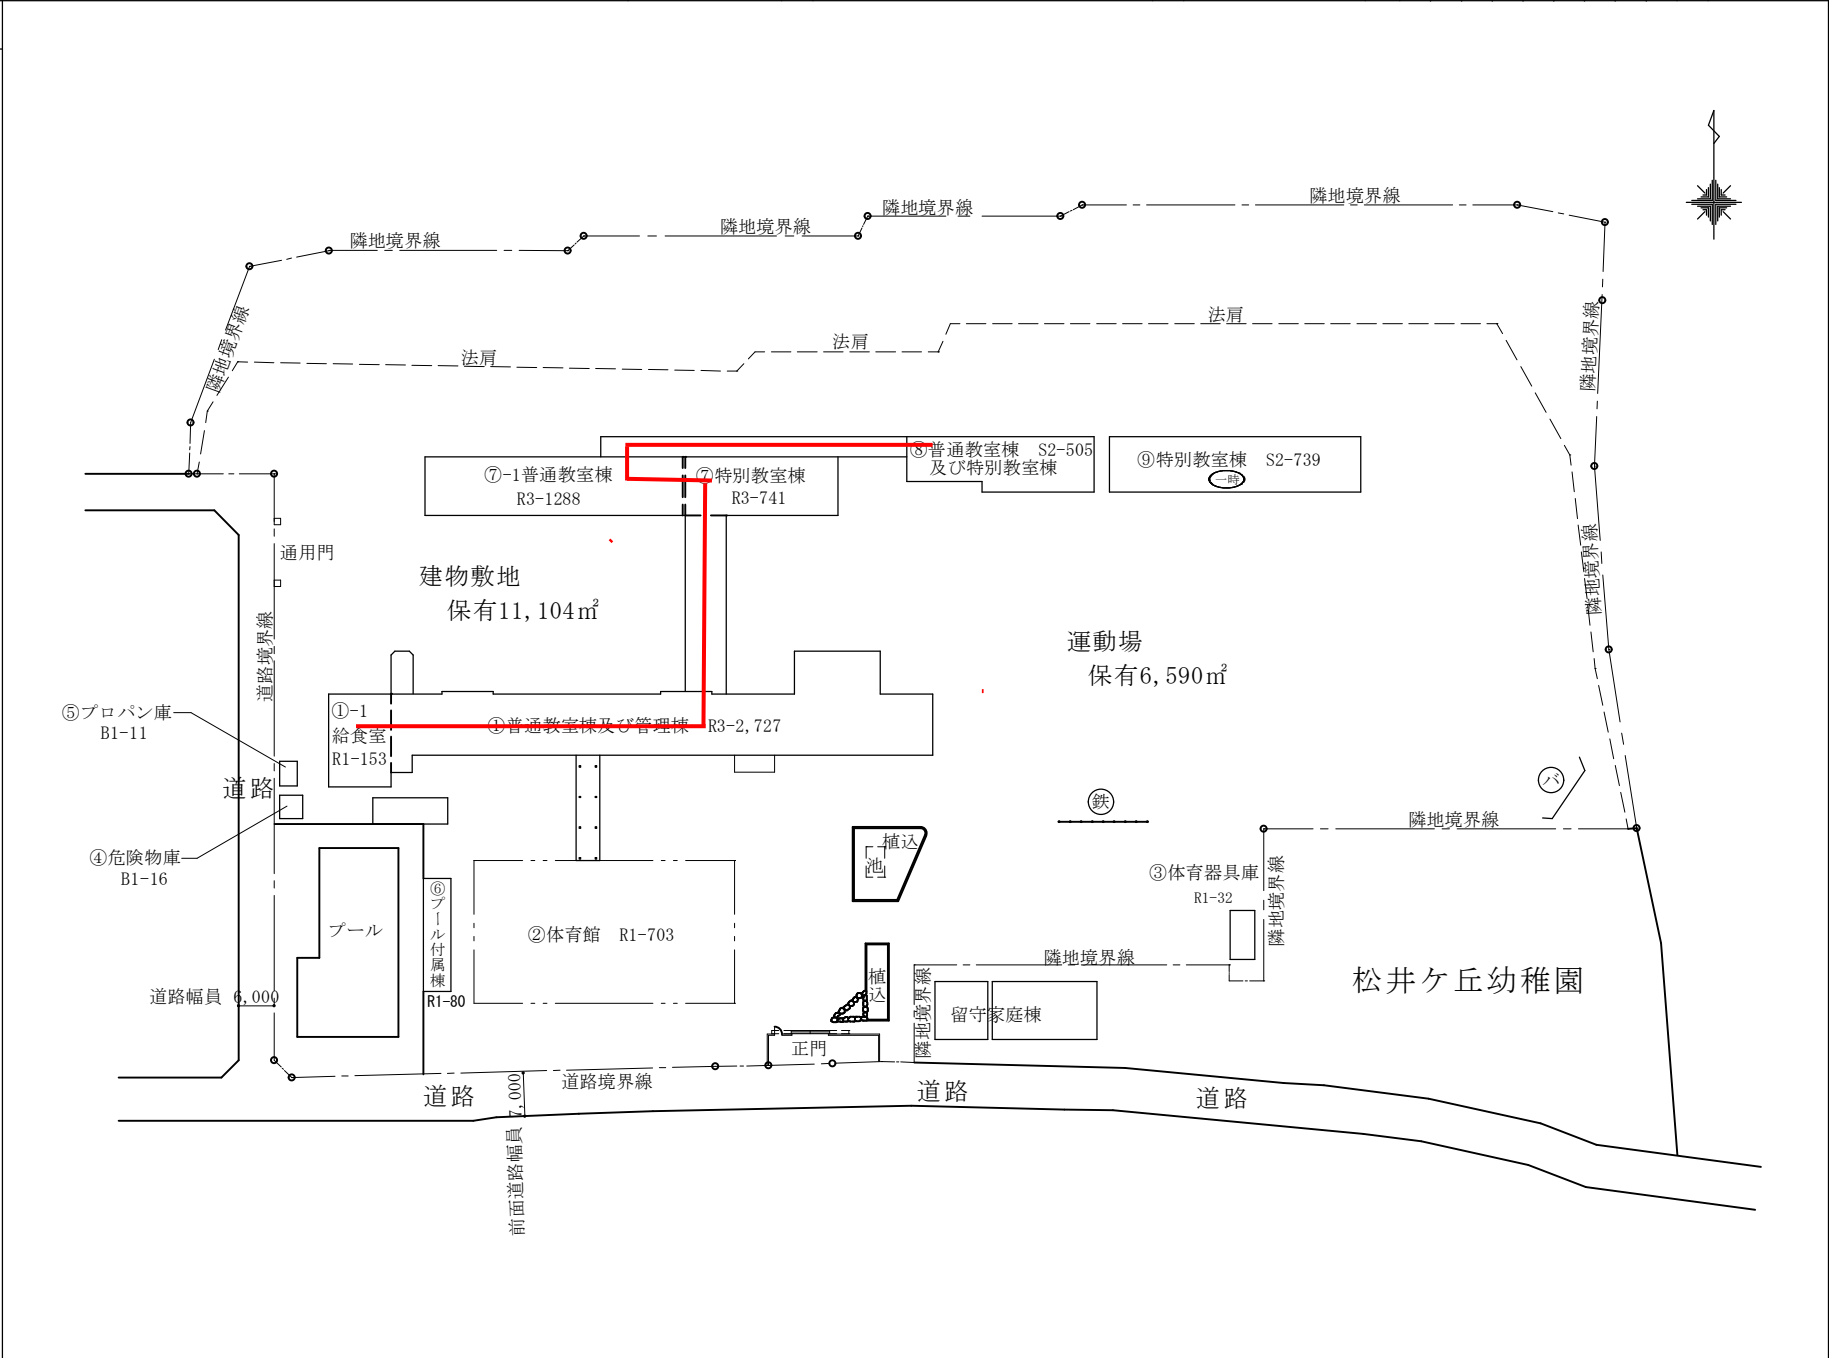 隣地境界線
隣地境界線
隣地境界線
隣地境界線
隣地境界線
隣地境界線
法肩
法肩
法肩
⑧普通教室棟 S2-505
及び特別教室棟
⑨特別教室棟 S2-739
一時
⑦-1普通教室棟
R3-1288
⑦特別教室棟
R3-741
通用門
隣地境界線
建物敷地
保有11,104㎡
運動場
保有6,590㎡
道路境界線
①-1
給食室
R1-153
①普通教室棟及び管理棟 R3-2,727
⑤プロパン庫
B1-11
道路
④危険物庫
B1-16
バ
鉄
隣地境界線
植込
池
③体育器具庫
R1-32
隣地境界線
プール
⑥プール付属棟
R1-80
②体育館 R1-703
植込
隣地境界線
隣地境界線
留守家庭棟
松井ケ丘幼稚園
道路幅員 6,000
正門
道路境界線
道路
道路
道路
前面道路幅員 7,000